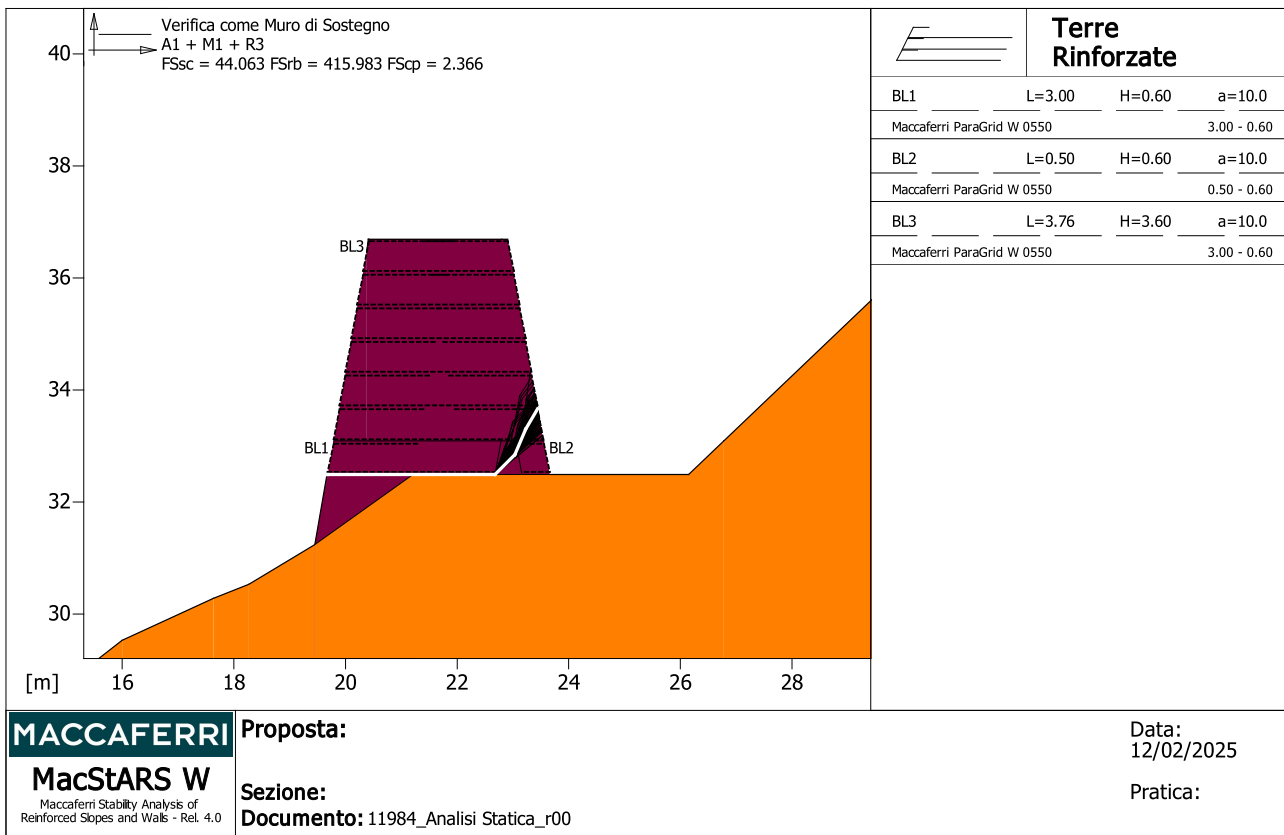 Verifica come Muro di Sostegno
A1 + M1 + R3
FSsc = 44.063 FSrb = 415.983 FScp = 2.366
40
38
36
34
32
30
[m]
16 18 20 22 24 26 28
BL3
BL1
BL2
Terre
Rinforzate
BL1 L=3.00 H=0.60 a=10.0
Maccaferri ParaGrid W 0550 3.00 - 0.60
BL2 L=0.50 H=0.60 a=10.0
Maccaferri ParaGrid W 0550 0.50 - 0.60
BL3 L=3.76 H=3.60 a=10.0
Maccaferri ParaGrid W 0550 3.00 - 0.60
MACCAFERRI
MacStARS W
Maccaferri Stability Analysis of
Reinforced Slopes and Walls - Rel. 4.0
Proposta:
Sezione:
Documento: 11984_Analisi Statica_r00
Data:
12/02/2025
Pratica: